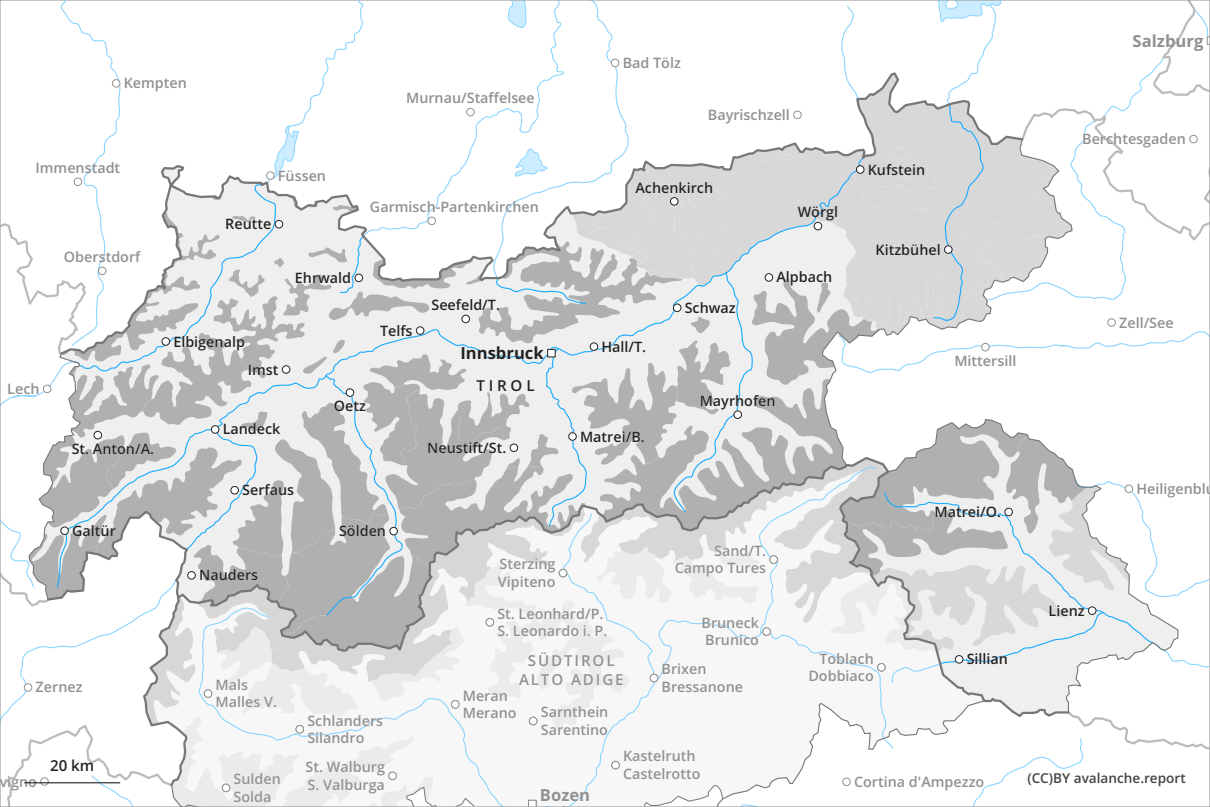 Salzburg
Bad Tölz
Kempten
Murnau/Staffelsee
Bayrischzell
Berchtesgaden
Immenstadt
Füssen
Kufstein
Achenkirch
Garmisch-Partenkirchen
Wörgl
Reutte
Kitzbühel
Oberstdorf
Ehrwald
Alpbach
Seefeld/T.
Schwaz
Zell/See
Telfs
Elbigenalp
Innsbruck
Hall/T.
Mittersill
Imst
TIROL
Lech
Oetz
Mayrhofen
Landeck
Matrei/B.
St. Anton/A.
Neustift/St.
Serfaus
Heiligenblu
Matrei/O.
Galtür
Sölden
Sand/T.
Campo Tures
Sterzing
Vipiteno
Nauders
Lienz
St. Leonhard/P.
S. Leonardo i. P.
Bruneck
Brunico
SÜDTIROL
ALTO ADIGE
Sillian
Toblach
Dobbiaco
Brixen
Bressanone
Zernez
Mals
Malles V.
Meran
Merano
Sarnthein
Sarentino
Schlanders
Silandro
Kastelruth
Castelrotto
20 km
St. Walburg
S. Valburga
vigno
Sulden
Solda
Cortina d'Ampezzo
(CC)BY avalanche.report
Bozen